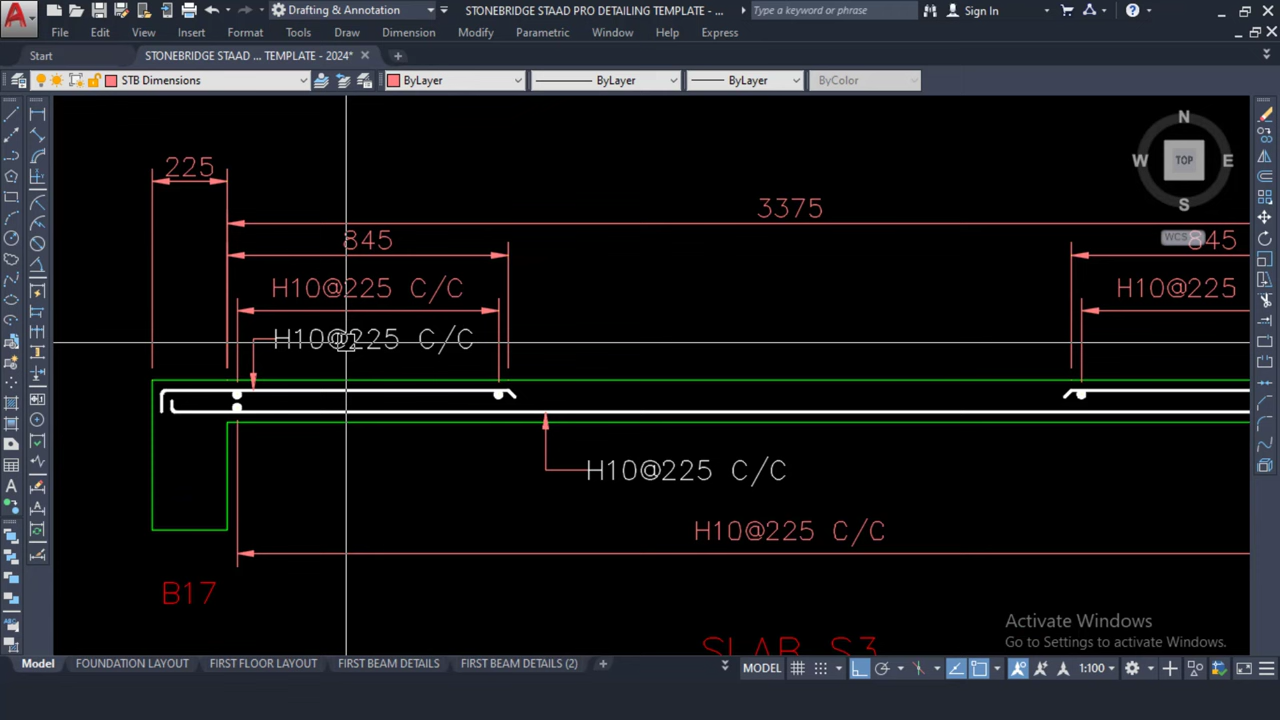 Drafting & Annotation
STONEBRIDGE STAAD PRO DETAILING TEMPLATE - ...
Type a keyword or phrase
Sign In
File Edit View Insert Format Tools Draw Dimension Modify Parametric Window Help Express
Start
STONEBRIDGE STAAD ... TEMPLATE - 2024*
STB Dimensions
ByLayer
ByLayer
ByLayer
ByColor
N
W TOP E
S
WCS
225
3375
845
845
H10@225 C/C
H10@225
H10@225 C/C
H10@225 C/C
H10@225 C/C
B17
SLAB S3
Activate Windows
Go to Settings to activate Windows.
Model FOUNDATION LAYOUT FIRST FLOOR LAYOUT FIRST BEAM DETAILS FIRST BEAM DETAILS (2)
MODEL
1:100